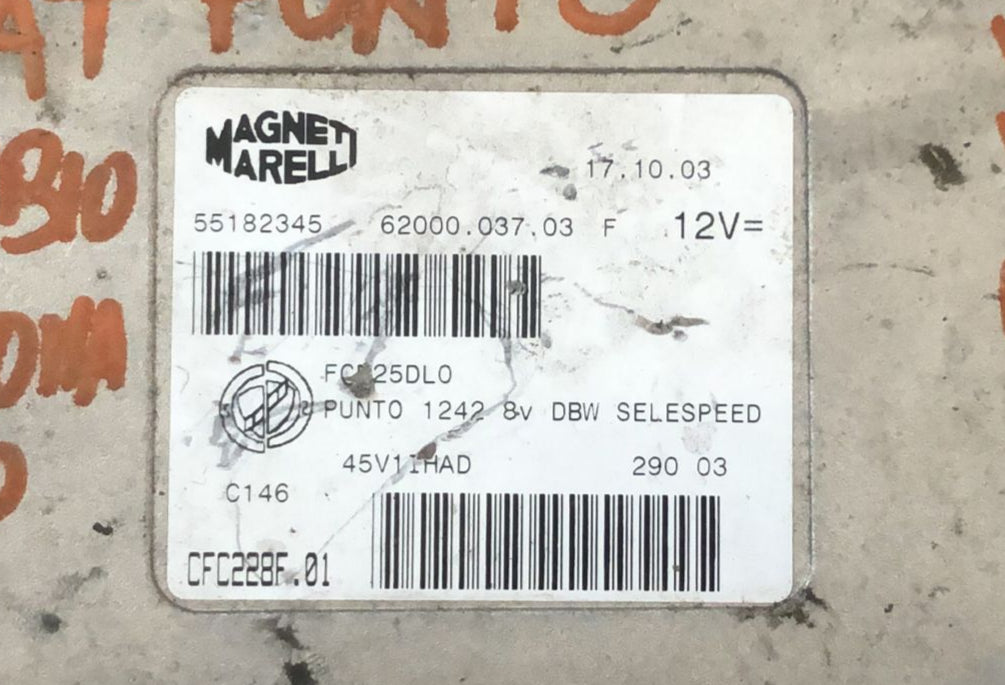 PUNTO
MAGNETI
MARELLI
17.10.03
55182345 62000.037.03 F 12V=
PUNTO 1242 8v DBW SELESPEED
45V1IHAD 290 03
C146
CFC228F.01